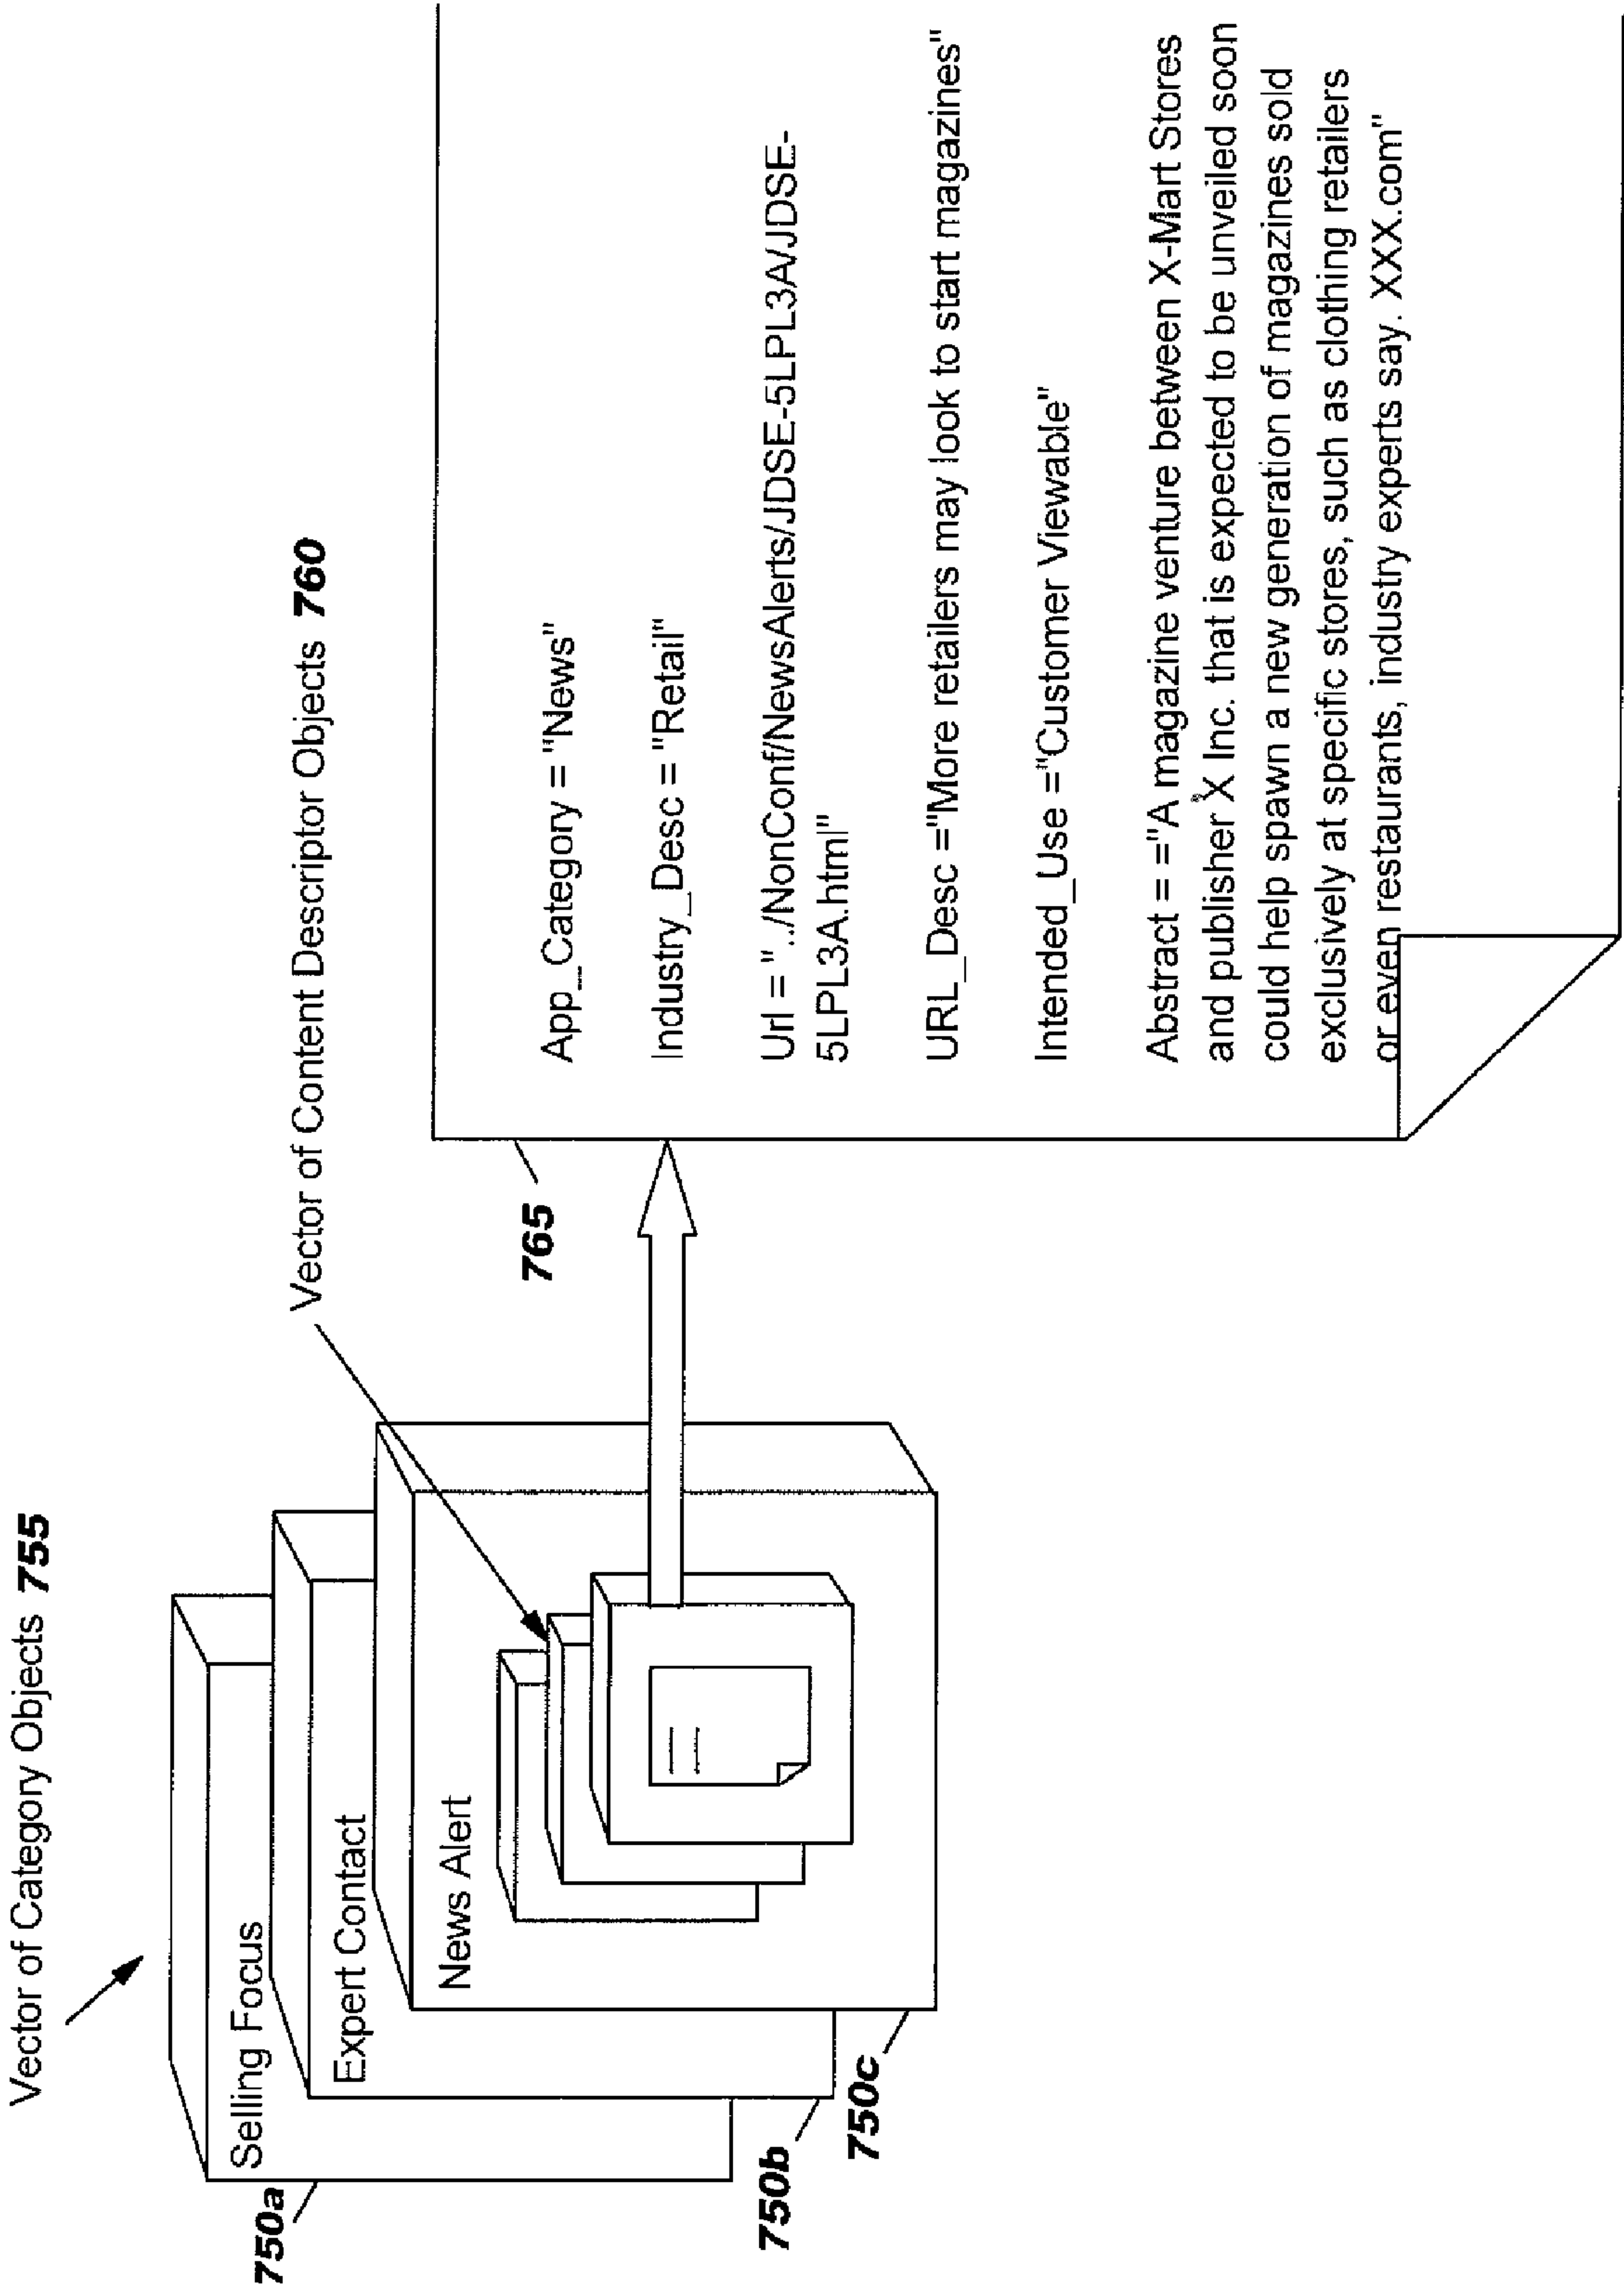 Vector of Category Objects 755
Vector of Content Descriptor Objects 760
750a
Selling Focus
750b
Expert Contact
750c
News Alert
765
App_Category = "News"
Industry_Desc = "Retail"
Url = "../NonConf/NewsAlerts/JDSE-5LPL3A/JDSE-
5LPL3A.html"
URL_Desc ="More retailers may look to start magazines"
Intended_Use ="Customer Viewable"
Abstract = ="A magazine venture between X-Mart Stores
and publisher X Inc. that is expected to be unveiled soon
could help spawn a new generation of magazines sold
exclusively at specific stores, such as clothing retailers
or even restaurants, industry experts say. XXX.com"